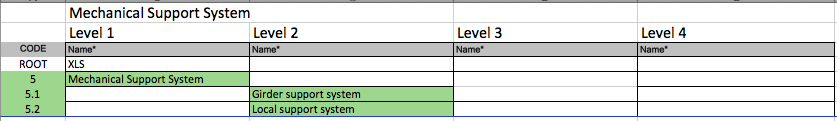 Mechanical Support System
Level 1 Level 2 Level 3 Level 4
CODE Name* Name* Name* Name*
ROOT XLS
5 Mechanical Support System
5.1 Girder support system
5.2 Local support system